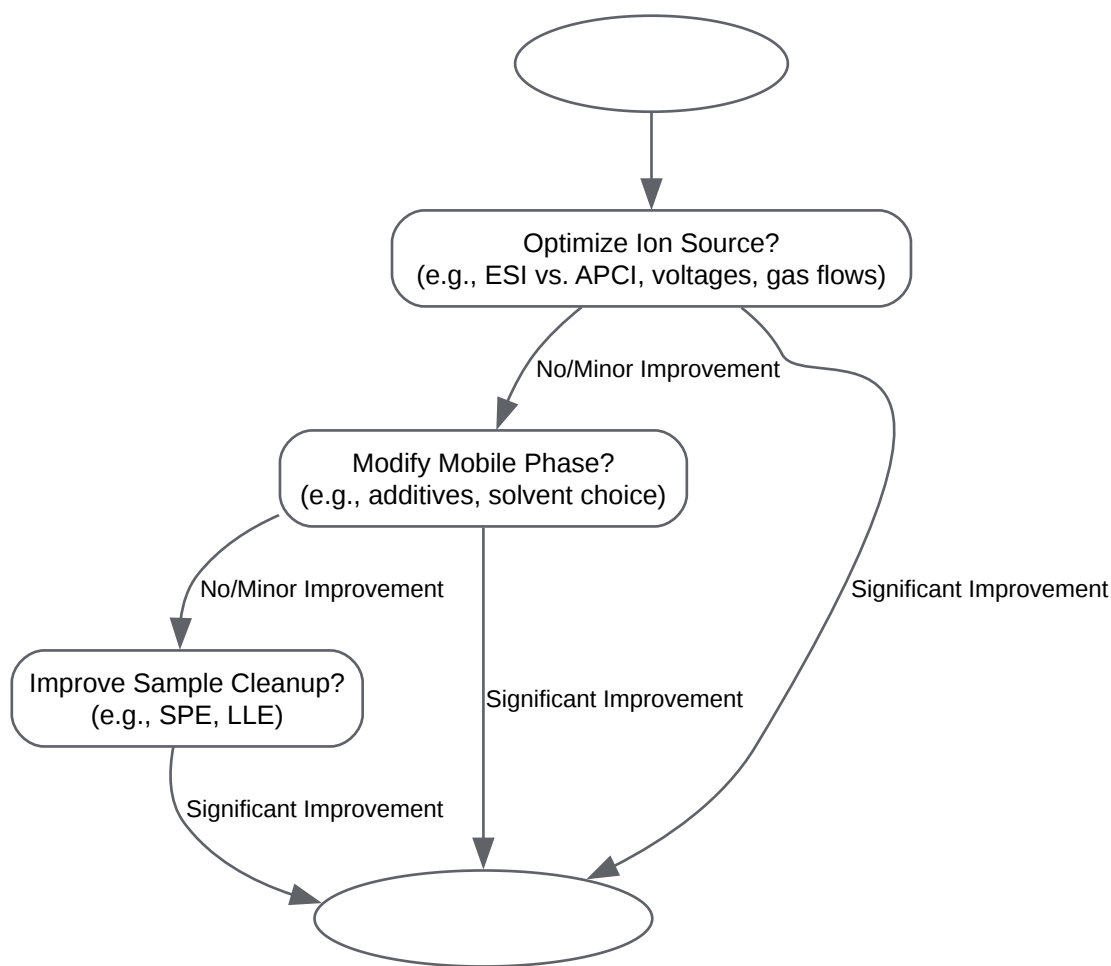 Optimize Ion Source?
(e.g., ESI vs. APCI, voltages, gas flows)
No/Minor Improvement
Modify Mobile Phase?
(e.g., additives, solvent choice)
No/Minor Improvement
Significant Improvement
Improve Sample Cleanup?
(e.g., SPE, LLE)
Significant Improvement
Significant Improvement